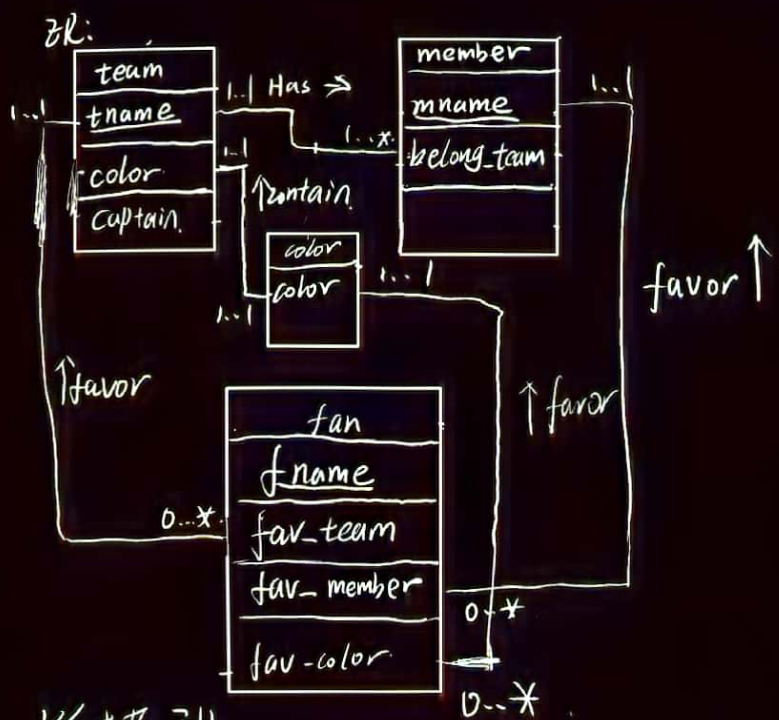 ER:
team
tname
color
captain.
1..1
1..1 Has →
1..*
1..1
↑contain
member
mname
belong_team
1..1
color
color
1..1
1...1
↑favor
↑favor
favor ↑
fan
fname
fav_team
fav_member
fav-color
0...*
0..*
0..*